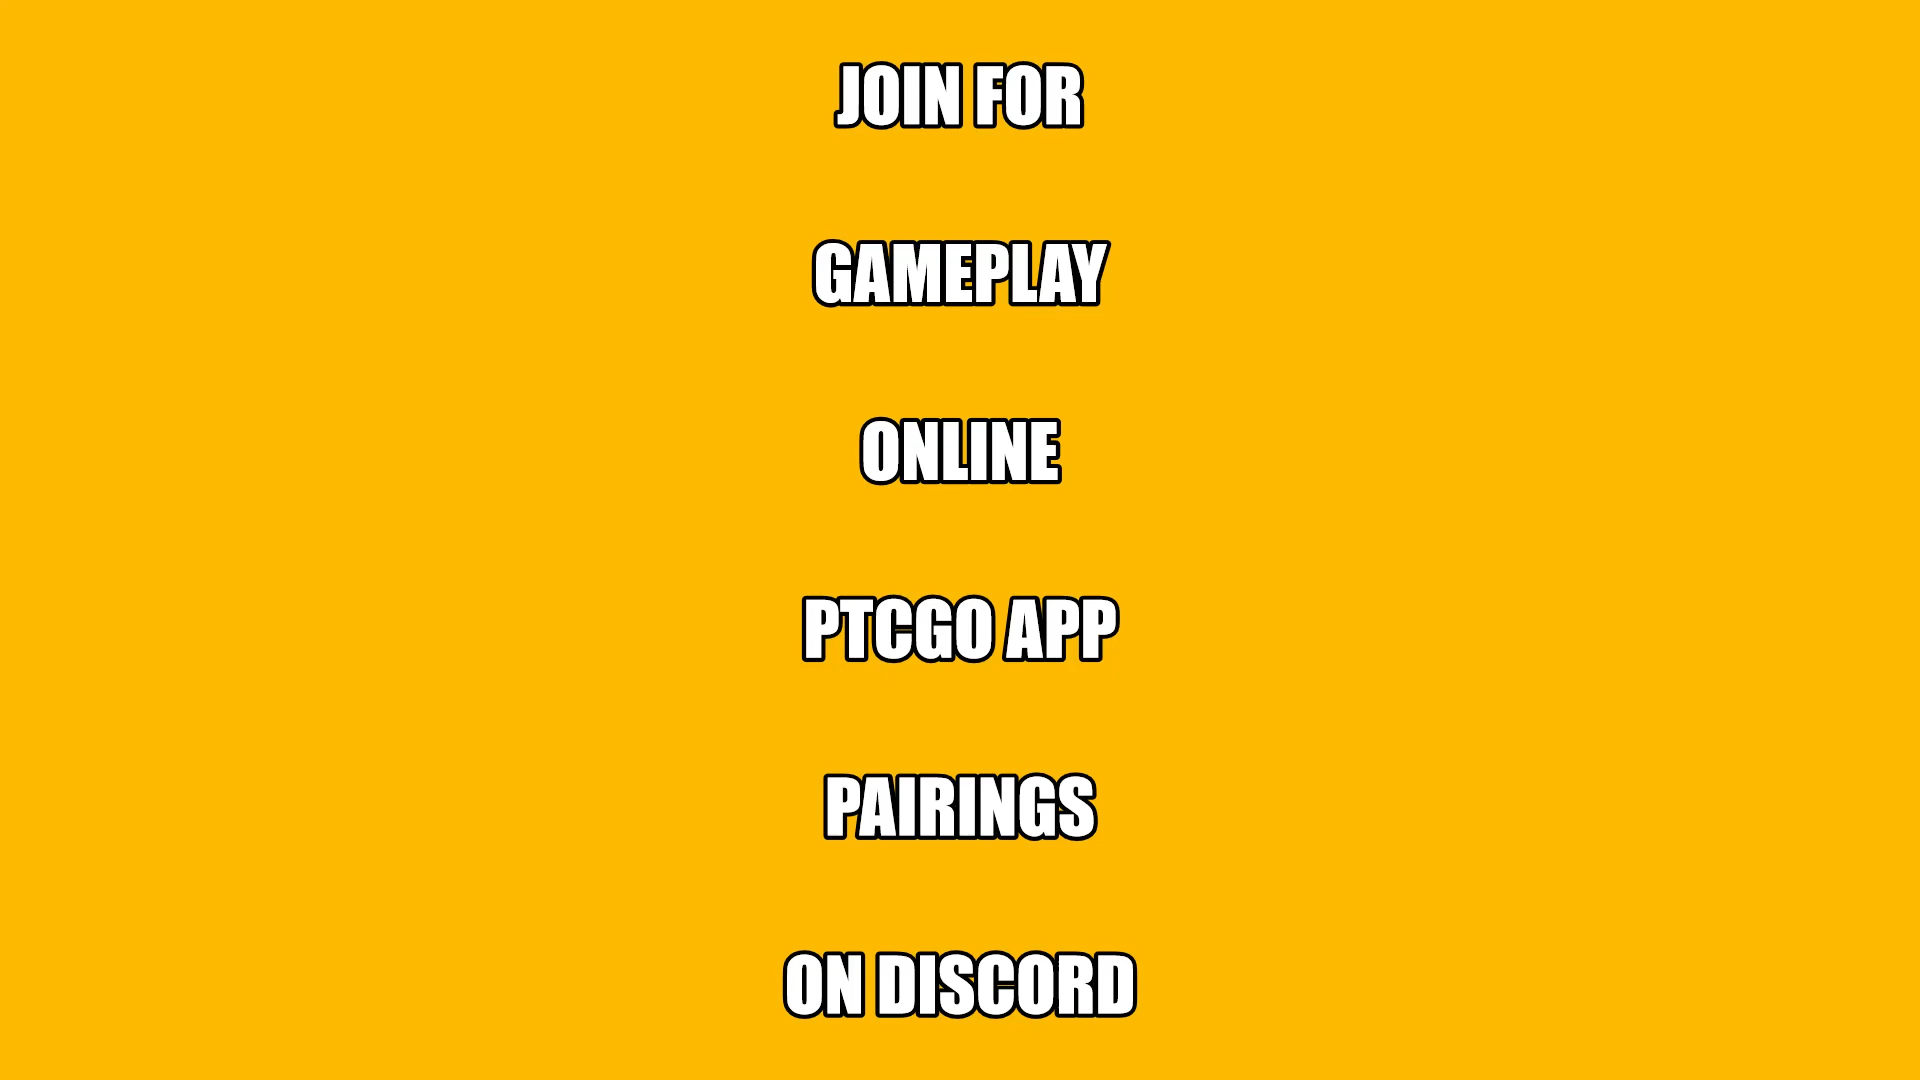 JOIN FOR
GAMEPLAY
ONLINE
PTCGO APP
PAIRINGS
ON DISCORD